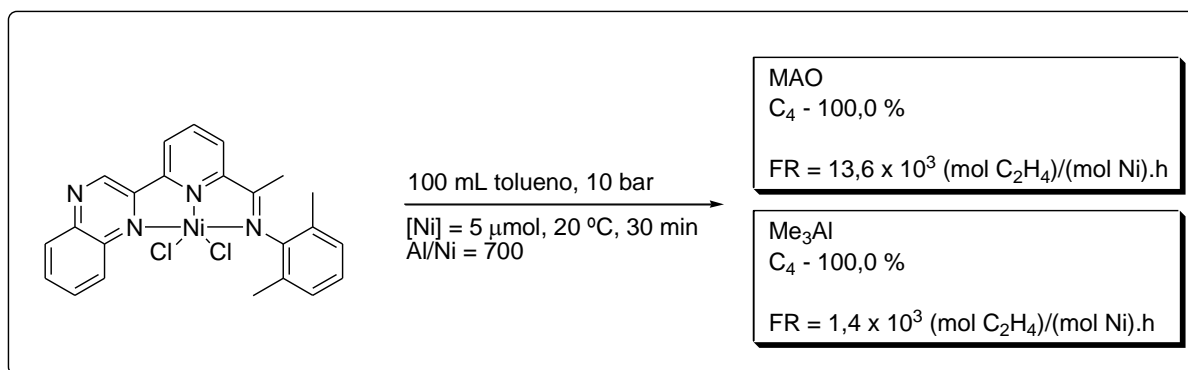 N
N
N
N
Ni
Cl
Cl
100 mL tolueno, 10 bar
[Ni] = 5 μmol, 20 ºC, 30 min
Al/Ni = 700
MAO
C₄ - 100,0 %
FR = 13,6 x 10³ (mol C₂H₄)/(mol Ni).h
Me₃Al
C₄ - 100,0 %
FR = 1,4 x 10³ (mol C₂H₄)/(mol Ni).h